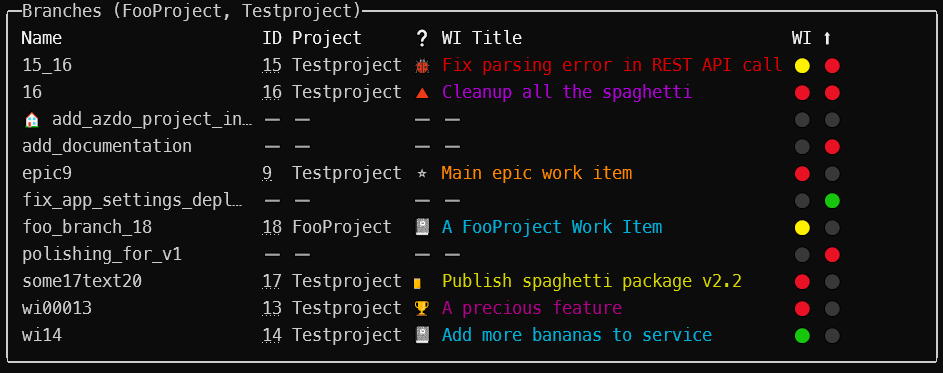 Branches (FooProject, Testproject)
Name ID Project ? WI Title WI ⬆
15_16 15 Testproject 🐞 Fix parsing error in REST API call 🟡 🔴
16 16 Testproject 🔺 Cleanup all the spaghetti 🔴 🔴
🏠 add_azdo_project_in… — — — — ⚫ ⚫
add_documentation — — — — ⚫ 🔴
epic9 9 Testproject ⭐ Main epic work item 🔴 ⚫
fix_app_settings_depl… — — — — ⚫ 🟢
foo_branch_18 18 FooProject 📓 A FooProject Work Item 🟡 ⚫
polishing_for_v1 — — — — ⚫ 🔴
some17text20 17 Testproject ▮ Publish spaghetti package v2.2 🔴 ⚫
wi00013 13 Testproject 🏆 A precious feature 🔴 ⚫
wi14 14 Testproject 📓 Add more bananas to service 🟢 ⚫